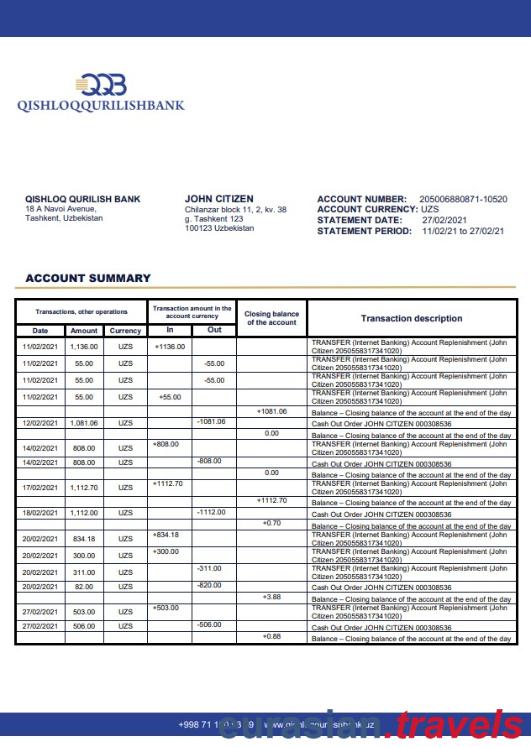 QQB
QISHLOQQURILISHBANK
QISHLOQ QURILISH BANK
18 A Navoi Avenue,
Tashkent, Uzbekistan
JOHN CITIZEN
Chilanzar block 11, 2, kv. 38
g. Tashkent 123
100123 Uzbekistan
ACCOUNT NUMBER: 205006880871-10520
ACCOUNT CURRENCY: UZS
STATEMENT DATE: 27/02/2021
STATEMENT PERIOD: 11/02/21 to 27/02/21
ACCOUNT SUMMARY
Transactions, other operations
Transaction amount in the
account currency
Closing balance
of the account
Transaction description
Date Amount Currency In Out
11/02/2021 1,136.00 UZS +1136.00 TRANSFER (Internet Banking) Account Replenishment (John
Citizen 2050558317341020)
11/02/2021 55.00 UZS -55.00 TRANSFER (Internet Banking) Account Replenishment (John
Citizen 2050558317341020)
11/02/2021 55.00 UZS -55.00 TRANSFER (Internet Banking) Account Replenishment (John
Citizen 2050558317341020)
11/02/2021 55.00 UZS +55.00 TRANSFER (Internet Banking) Account Replenishment (John
Citizen 2050558317341020)
+1081.06 Balance – Closing balance of the account at the end of the day
12/02/2021 1,081.06 UZS -1081.06 Cash Out Order JOHN CITIZEN 000308536
0.00 Balance – Closing balance of the account at the end of the day
14/02/2021 808.00 UZS +808.00 TRANSFER (Internet Banking) Account Replenishment (John
Citizen 2050558317341020)
14/02/2021 808.00 UZS -808.00 Cash Out Order JOHN CITIZEN 000308536
0.00 Balance – Closing balance of the account at the end of the day
17/02/2021 1,112.70 UZS +1112.70 TRANSFER (Internet Banking) Account Replenishment (John
Citizen 2050558317341020)
+1112.70 Balance – Closing balance of the account at the end of the day
18/02/2021 1,112.00 UZS -1112.00 Cash Out Order JOHN CITIZEN 000308536
+0.70 Balance – Closing balance of the account at the end of the day
20/02/2021 834.18 UZS +834.18 TRANSFER (Internet Banking) Account Replenishment (John
Citizen 2050558317341020)
20/02/2021 300.00 UZS +300.00 TRANSFER (Internet Banking) Account Replenishment (John
Citizen 2050558317341020)
20/02/2021 311.00 UZS -311.00 TRANSFER (Internet Banking) Account Replenishment (John
Citizen 2050558317341020)
20/02/2021 82.00 UZS -820.00 Cash Out Order JOHN CITIZEN 000308536
+3.88 Balance – Closing balance of the account at the end of the day
27/02/2021 503.00 UZS +503.00 TRANSFER (Internet Banking) Account Replenishment (John
Citizen 2050558317341020)
27/02/2021 506.00 UZS -506.00 Cash Out Order JOHN CITIZEN 000308536
+0.88 Balance – Closing balance of the account at the end of the day
+998 71
eurasian.travels